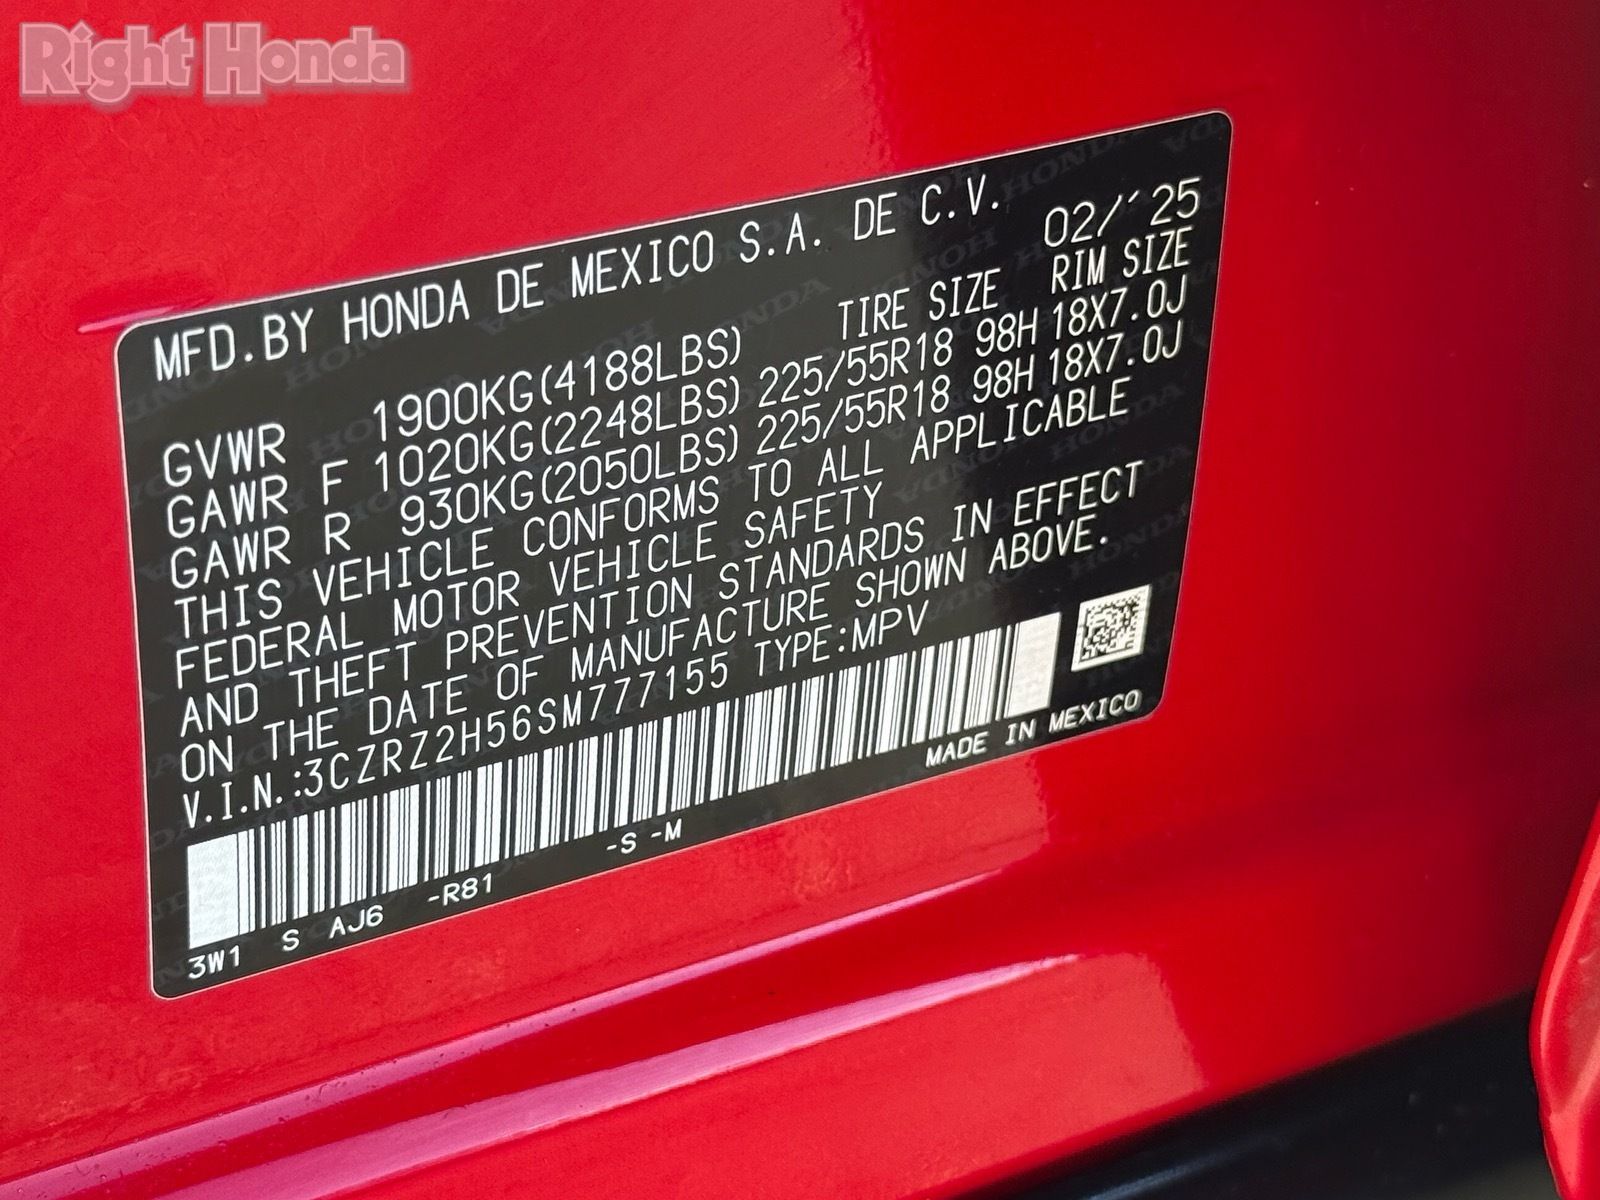 Right Honda
MFD.BY HONDA DE MEXICO S.A. DE C.V. 02/'25
TIRE SIZE RIM SIZE
GVWR 1900KG(4188LBS)
GAWR F 1020KG(2248LBS) 225/55R18 98H 18X7.0J
GAWR R 930KG(2050LBS) 225/55R18 98H 18X7.0J
THIS VEHICLE CONFORMS TO ALL APPLICABLE
FEDERAL MOTOR VEHICLE SAFETY
AND THEFT PREVENTION STANDARDS IN EFFECT
ON THE DATE OF MANUFACTURE SHOWN ABOVE.
V.I.N.:3CZRZ2H56SM777155 TYPE:MPV
MADE IN MEXICO
3W1 S AJ6 -R81 -S -M